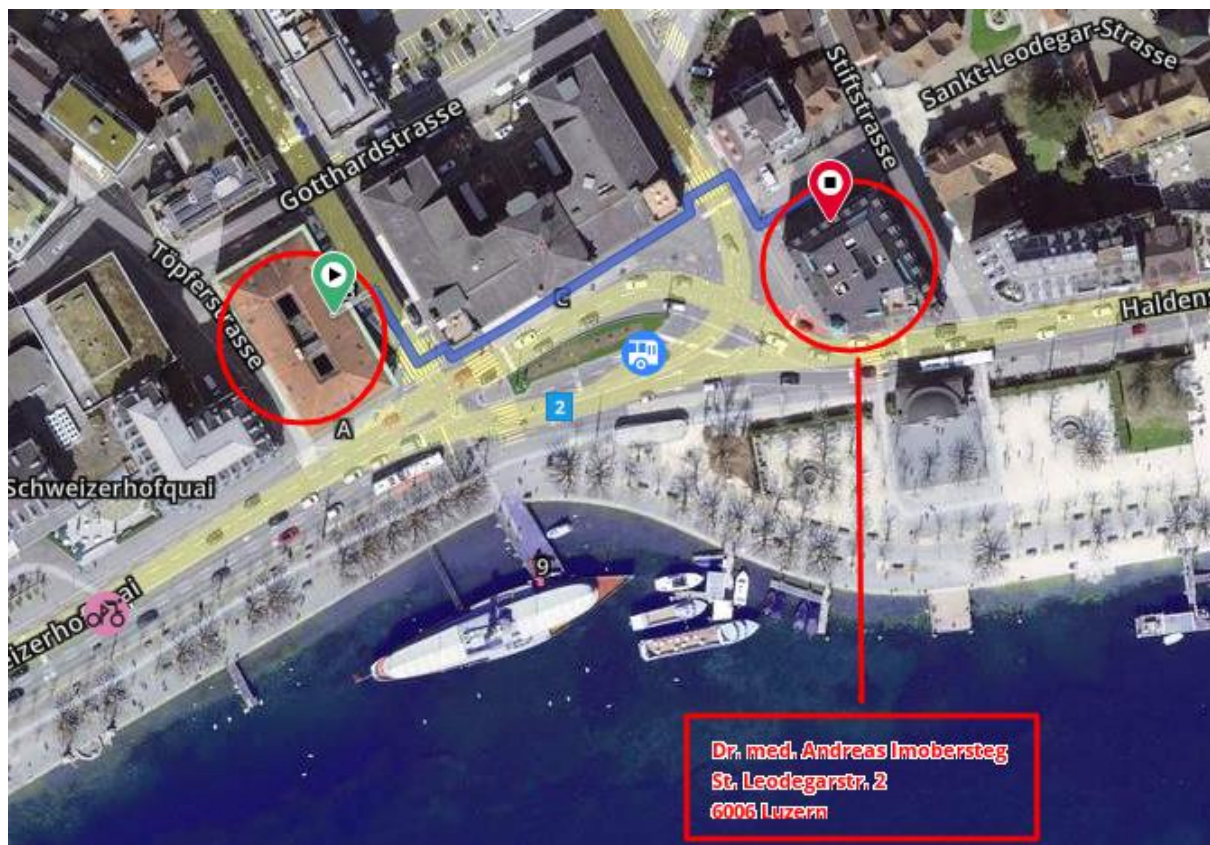 Stiftstrasse
Sankt-Leodegar-Strasse
Gotthardstrasse
Töpferstrasse
C
Haldens
2
A
Schweizerhofquai
9
eizerhofquai
Dr. med. Andreas Imobersteg
St. Leodegarstr. 2
6006 Luzern